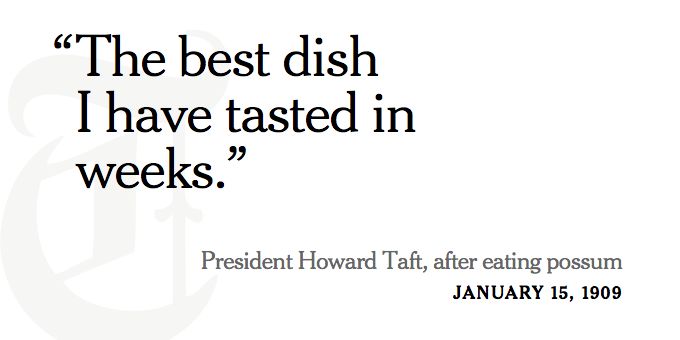 “The best dish
I have tasted in
weeks.”
President Howard Taft, after eating possum
JANUARY 15, 1909